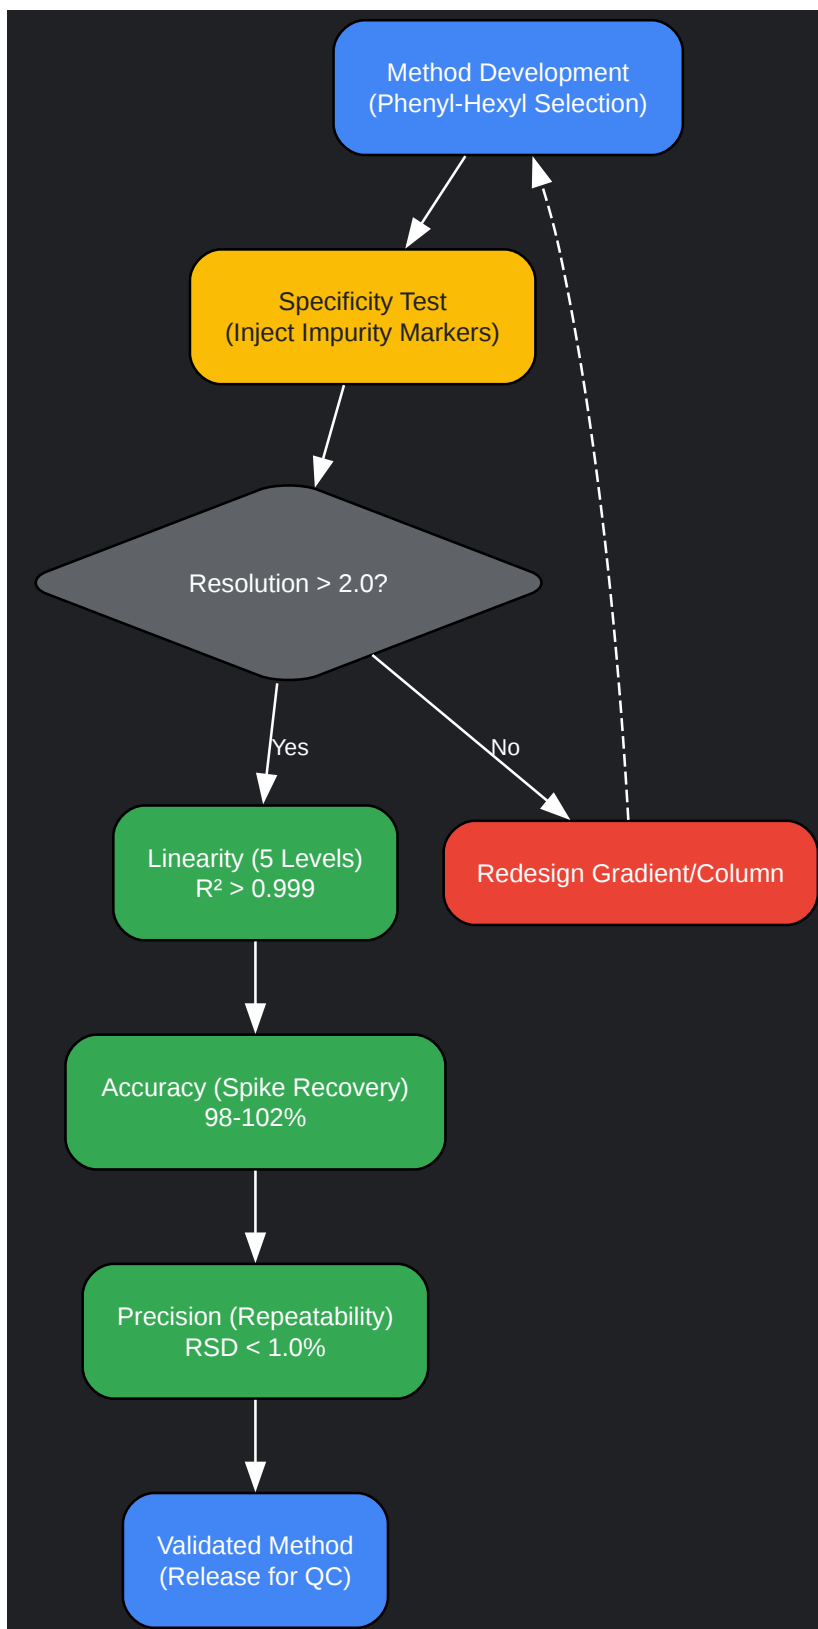 Method Development
(Phenyl-Hexyl Selection)
Specificity Test
(Inject Impurity Markers)
Resolution > 2.0?
Yes
No
Linearity (5 Levels)
R² > 0.999
Redesign Gradient/Column
Accuracy (Spike Recovery)
98-102%
Precision (Repeatability)
RSD < 1.0%
Validated Method
(Release for QC)